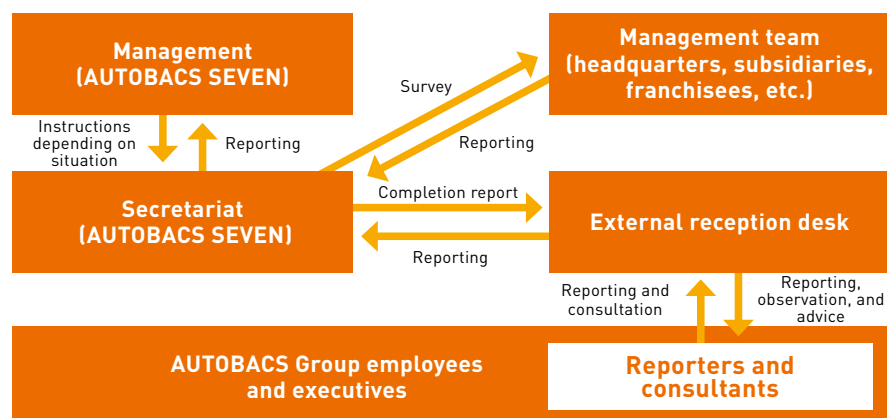 Management
(AUTOBACS SEVEN)
Management team
(headquarters, subsidiaries,
franchisees, etc.)
Survey
Instructions
depending on
situation
Reporting
Reporting
Secretariat
(AUTOBACS SEVEN)
Completion report
Reporting
External reception desk
Reporting and
consultation
Reporting,
observation, and
advice
AUTOBACS Group employees
and executives
Reporters and
consultants